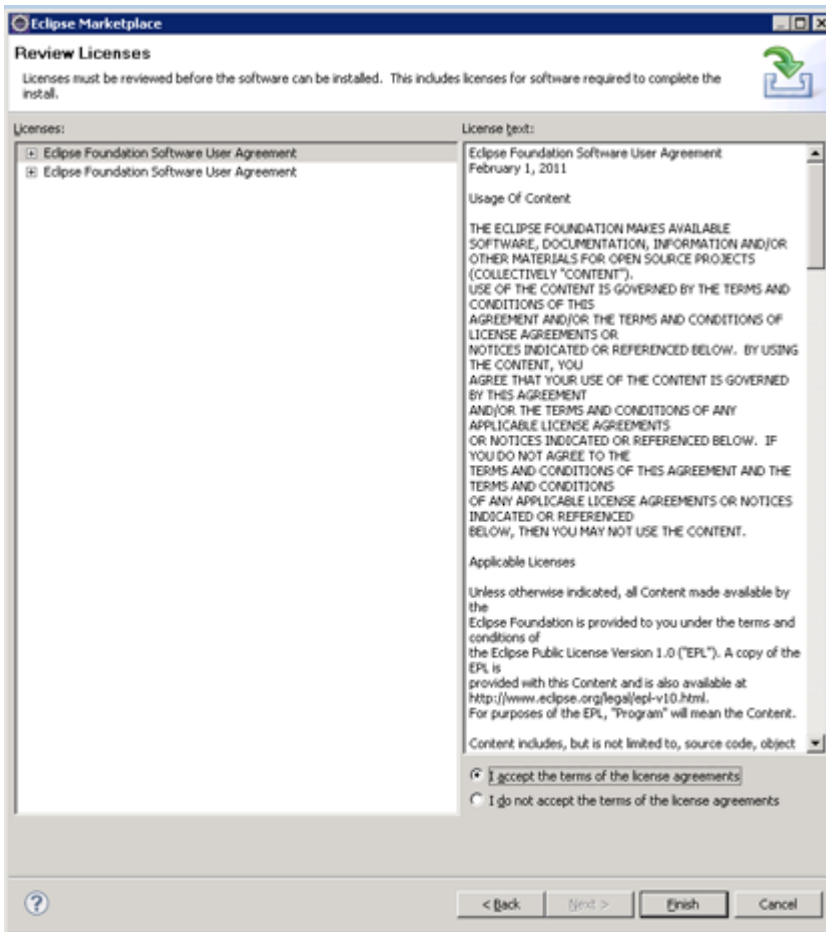 Eclipse Marketplace
Review Licenses
Licenses must be reviewed before the software can be installed. This includes licenses for software required to complete the
install.
Licenses:
Eclipse Foundation Software User Agreement
Eclipse Foundation Software User Agreement
License text:
Eclipse Foundation Software User Agreement
February 1, 2011
Usage Of Content
THE ECLIPSE FOUNDATION MAKES AVAILABLE
SOFTWARE, DOCUMENTATION, INFORMATION AND/OR
OTHER MATERIALS FOR OPEN SOURCE PROJECTS
(COLLECTIVELY "CONTENT").
USE OF THE CONTENT IS GOVERNED BY THE TERMS AND
CONDITIONS OF THIS
AGREEMENT AND/OR THE TERMS AND CONDITIONS OF
LICENSE AGREEMENTS OR
NOTICES INDICATED OR REFERENCED BELOW. BY USING
THE CONTENT, YOU
AGREE THAT YOUR USE OF THE CONTENT IS GOVERNED
BY THIS AGREEMENT
AND/OR THE TERMS AND CONDITIONS OF ANY
APPLICABLE LICENSE AGREEMENTS
OR NOTICES INDICATED OR REFERENCED BELOW. IF
YOU DO NOT AGREE TO THE
TERMS AND CONDITIONS OF THIS AGREEMENT AND THE
TERMS AND CONDITIONS
OF ANY APPLICABLE LICENSE AGREEMENTS OR NOTICES
INDICATED OR REFERENCED
BELOW, THEN YOU MAY NOT USE THE CONTENT.
Applicable Licenses
Unless otherwise indicated, all Content made available by
the
Eclipse Foundation is provided to you under the terms and
conditions of
the Eclipse Public License Version 1.0 ("EPL"). A copy of the
EPL is
provided with this Content and is also available at
http://www.eclipse.org/legal/epl-v10.html.
For purposes of the EPL, "Program" will mean the Content.
Content includes, but is not limited to, source code, object
I accept the terms of the license agreements
I do not accept the terms of the license agreements
?
< Back
Next >
Finish
Cancel